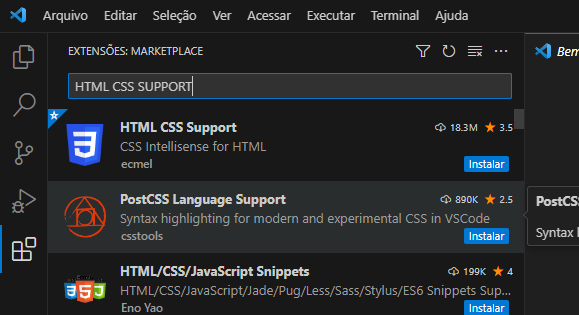 Arquivo Editar Seleção Ver Acessar Executar Terminal Ajuda
EXTENSÕES: MARKETPLACE
Bem
HTML CSS SUPPORT
HTML CSS Support 18.3M 3.5
CSS Intellisense for HTML
ecmel Instalar
PostCSS Language Support 890K 2.5
PostCSS
Syntax highlighting for modern and experimental CSS in VSCode
csstools Instalar
Syntax
HTML/CSS/JavaScript Snippets 199K 4
HTML/CSS/JavaScript/Jade/Pug/Less/Sass/Stylus/ES6 Snippets Sup...
Eno Yao Instalar